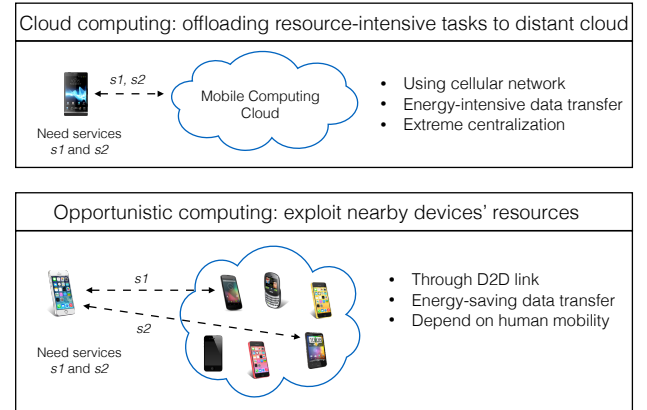 Cloud computing: offloading resource-intensive tasks to distant cloud
s1, s2
Mobile Computing
Cloud
Need services
s1 and s2
• Using cellular network
• Energy-intensive data transfer
• Extreme centralization
Opportunistic computing: exploit nearby devices' resources
s1
s2
Need services
s1 and s2
• Through D2D link
• Energy-saving data transfer
• Depend on human mobility